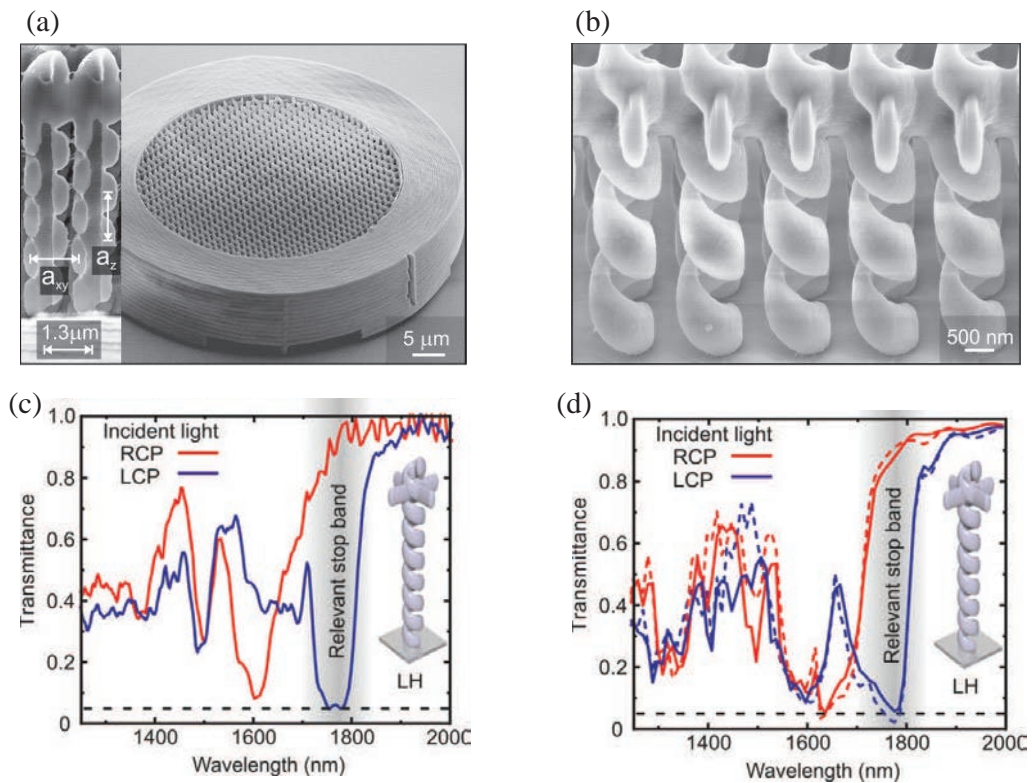 (a)
(b)
a_z
a_xy
1.3μm
5 μm
500 nm
(c)
(d)
1.0
0.8
0.6
0.4
0.2
0
Transmittance
Incident light
RCP
LCP
Relevant stop band
LH
1400
1600
1800
2000
Wavelength (nm)
1.0
0.8
0.6
0.4
0.2
0
Transmittance
Incident light
RCP
LCP
Relevant stop band
LH
1400
1600
1800
2000
Wavelength (nm)